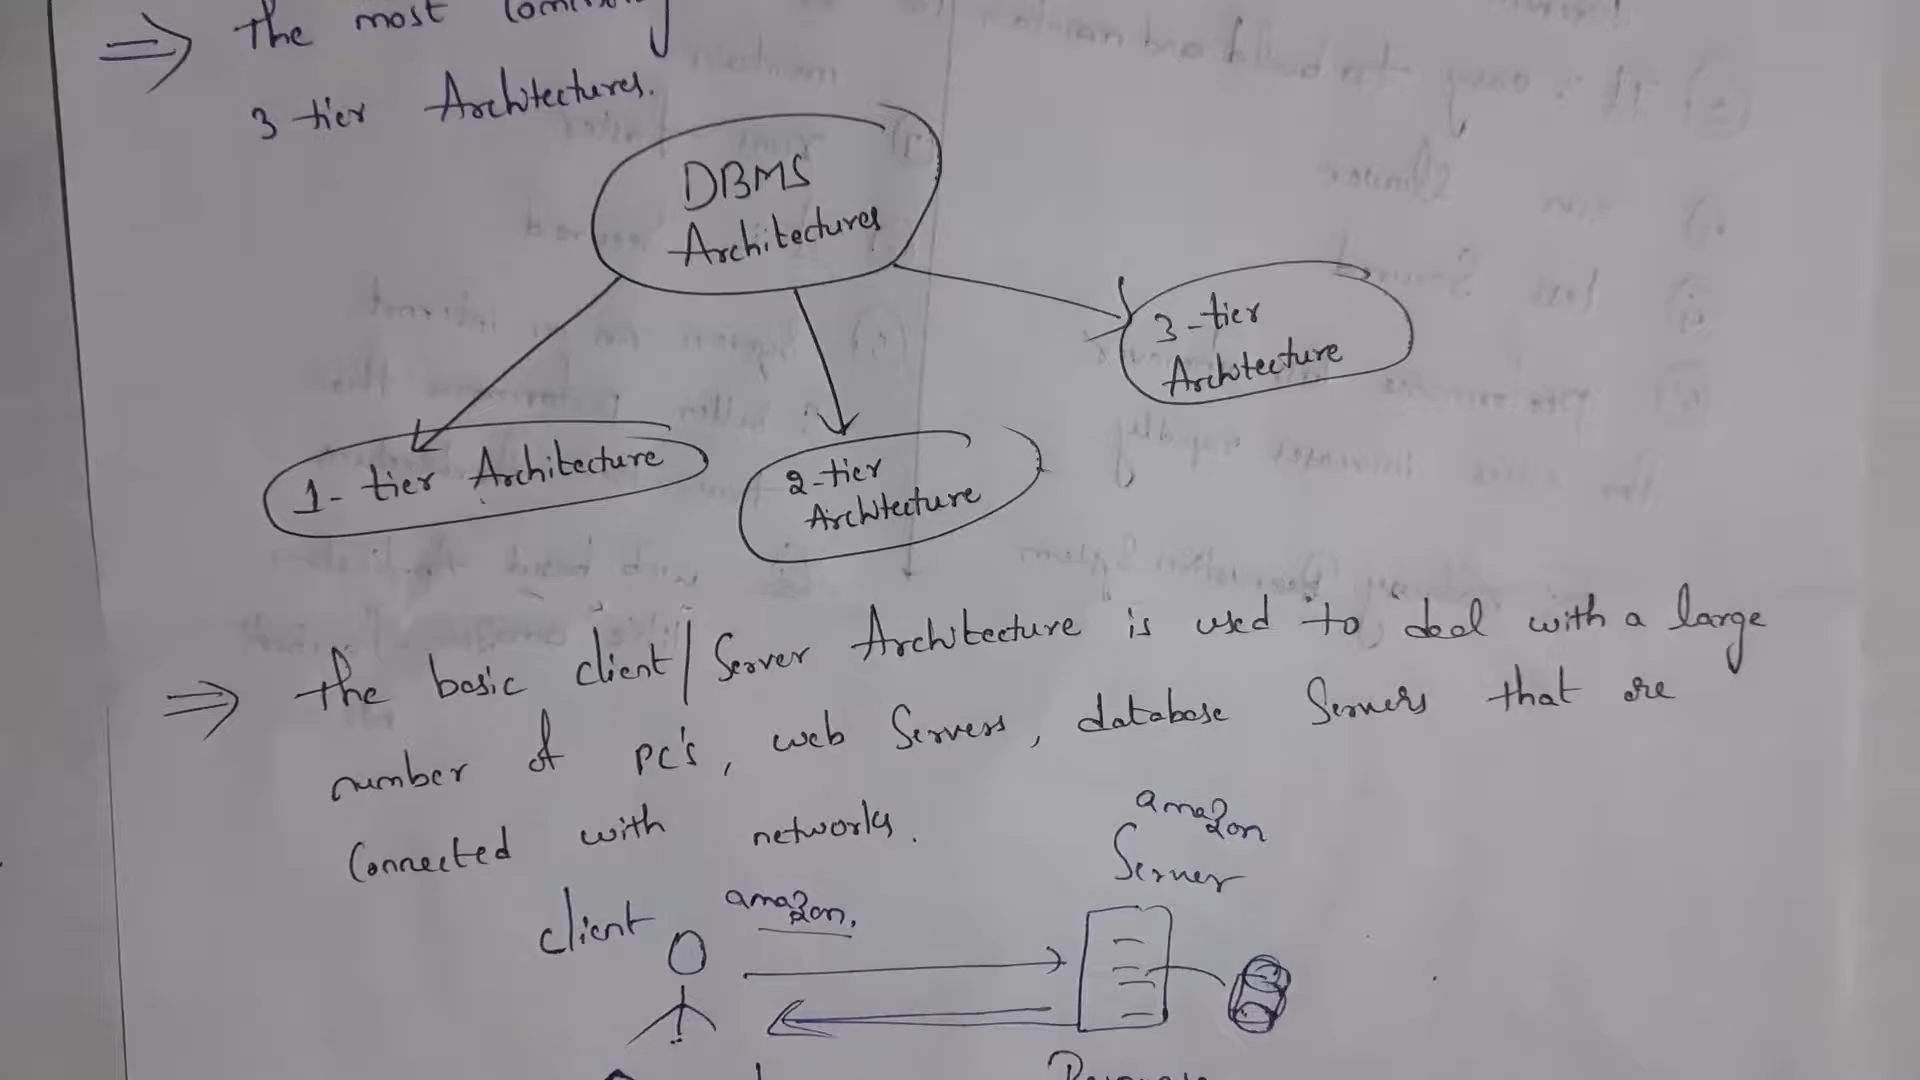 The most
3-tier Architectures.
DBMS
Architectures
3-tier
Architecture
1-tier Architecture
2-tier
Architecture
The basic client/Server Architecture is used to deal with a large
number of PC's, web Servers, database Servers that are
Connected with networks.
amazon
Server
client
amazon.